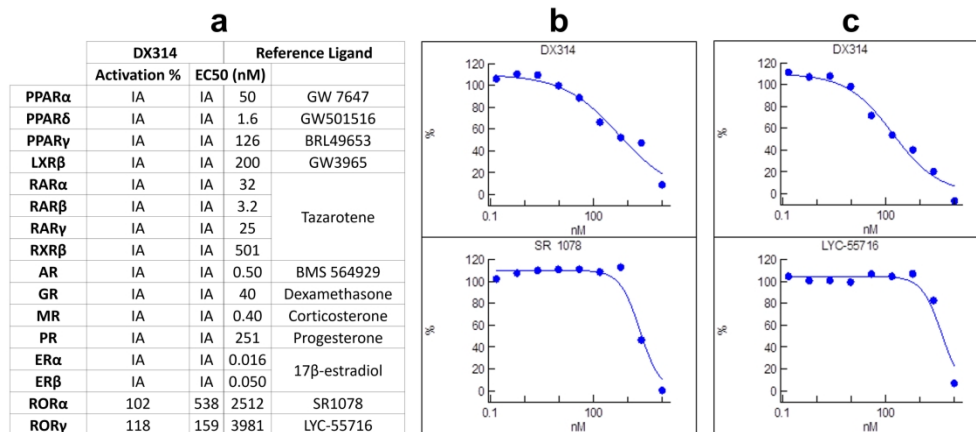 a
b
c
DX314 Reference Ligand
Activation % EC50 (nM)
PPARα IA IA 50 GW 7647
PPARδ IA IA 1.6 GW501516
PPARγ IA IA 126 BRL49653
LXRβ IA IA 200 GW3965
RARα IA IA 32
RARβ IA IA 3.2
Tazarotene
RARγ IA IA 25
RXRβ IA IA 501
AR IA IA 0.50 BMS 564929
GR IA IA 40 Dexamethasone
MR IA IA 0.40 Corticosterone
PR IA IA 251 Progesterone
ERα IA IA 0.016
17β-estradiol
ERβ IA IA 0.050
RORα 102 538 2512 SR1078
RORγ 118 159 3981 LYC-55716
DX314
120
100
80
60
40
20
0
%
0.1 100
nM
SR 1078
120
100
80
60
40
20
0
%
0.1 100
nM
DX314
120
100
80
60
40
20
0
%
0.1 100
nM
LYC-55716
120
100
80
60
40
20
0
%
0.1 100
nM